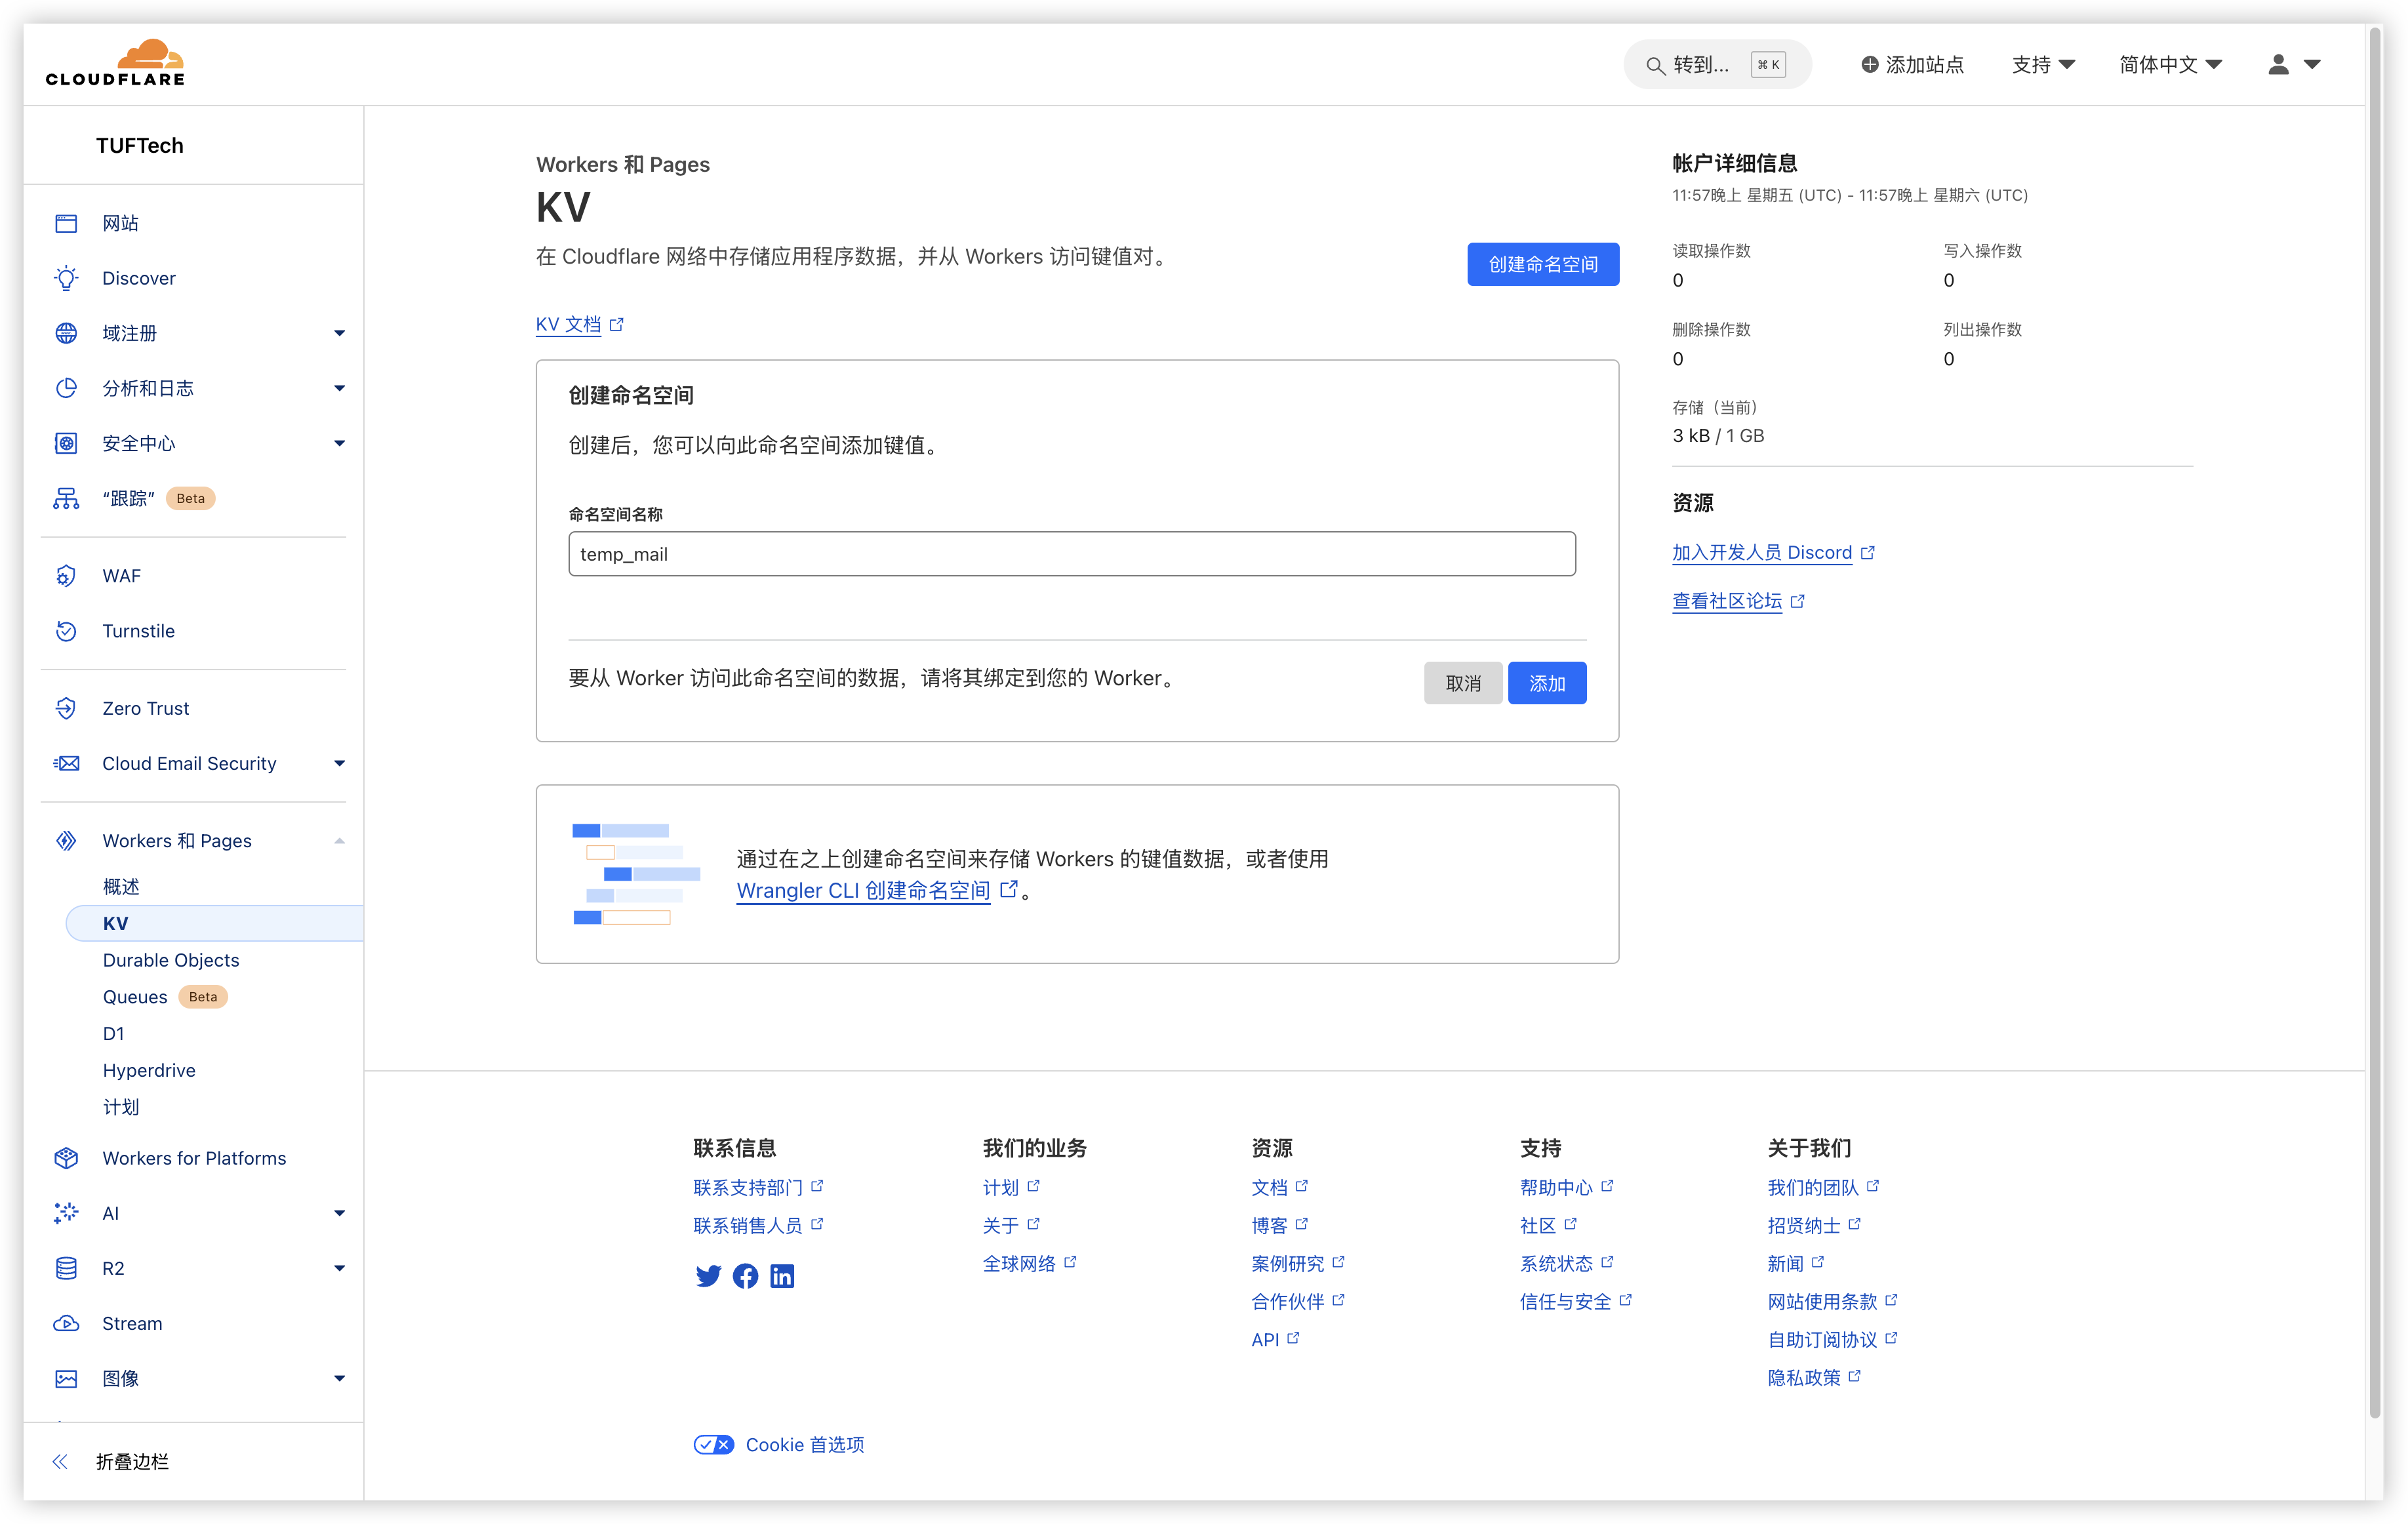 CLOUDFLARE
转到... ⌘ K
添加站点
支持
简体中文
TUFTech
网站
Discover
域注册
分析和日志
安全中心
“跟踪” Beta
WAF
Turnstile
Zero Trust
Cloud Email Security
Workers 和 Pages
概述
KV
Durable Objects
Queues Beta
D1
Hyperdrive
计划
Workers for Platforms
AI
R2
Stream
图像
折叠边栏
Workers 和 Pages
KV
在 Cloudflare 网络中存储应用程序数据，并从 Workers 访问键值对。
创建命名空间
KV 文档
创建命名空间
创建后，您可以向此命名空间添加键值。
命名空间名称
temp_mail
要从 Worker 访问此命名空间的数据，请将其绑定到您的 Worker。
取消
添加
通过在之上创建命名空间来存储 Workers 的键值数据，或者使用
Wrangler CLI 创建命名空间 。
帐户详细信息
11:57晚上 星期五 (UTC) - 11:57晚上 星期六 (UTC)
读取操作数
0
写入操作数
0
删除操作数
0
列出操作数
0
存储（当前）
3 kB / 1 GB
资源
加入开发人员 Discord
查看社区论坛
联系信息
联系支持部门
联系销售人员
我们的业务
计划
关于
全球网络
资源
文档
博客
案例研究
合作伙伴
API
支持
帮助中心
社区
系统状态
信任与安全
关于我们
我们的团队
招贤纳士
新闻
网站使用条款
自助订阅协议
隐私政策
Cookie 首选项